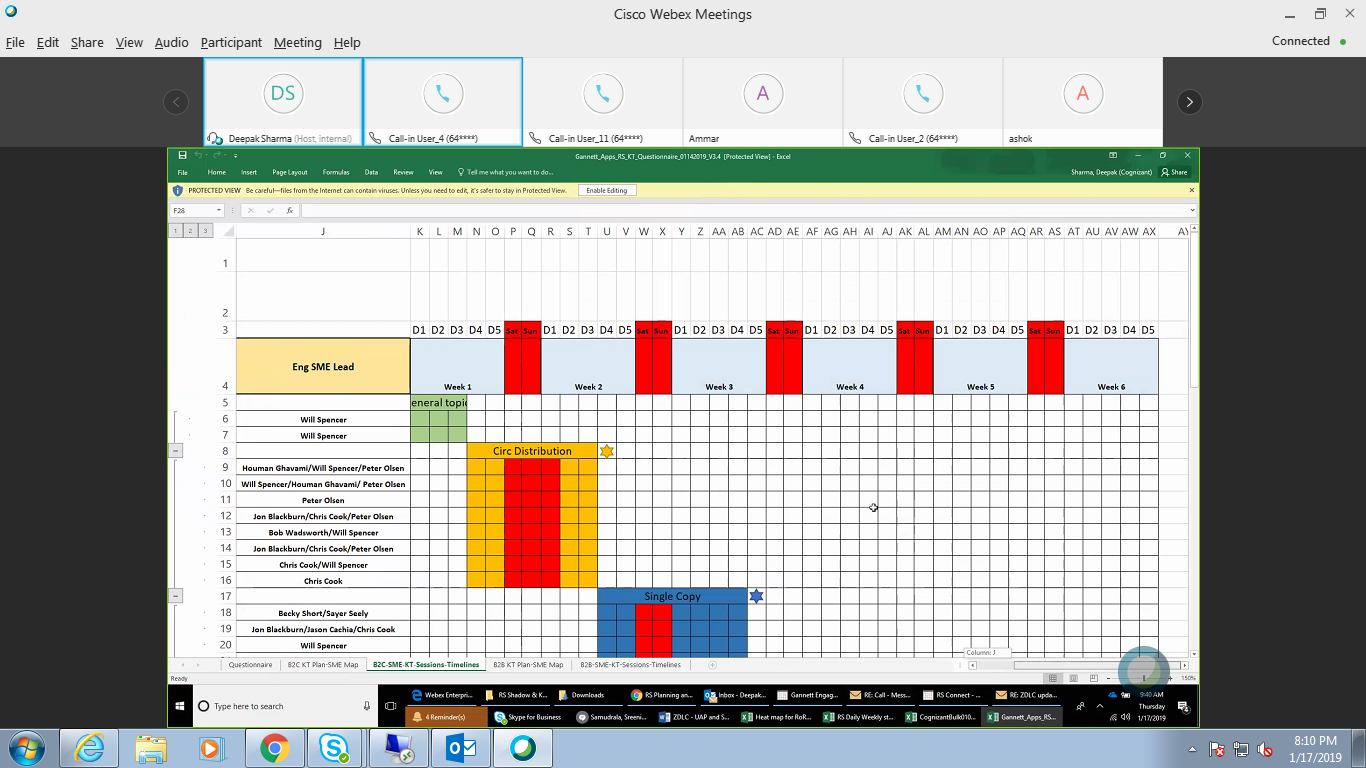 Cisco Webex Meetings
File Edit Share View Audio Participant Meeting Help
Connected
DS
A
A
Deepak Sharma (Host, internal)
Call-in User_4 (64****)
Call-in User_11 (64****)
Ammar
Call-in User_2 (64****)
ashok
Gannett_Apps_RS_KT_Questionnaire_01142019_V3.4 [Protected View] - Excel
File Home Insert Page Layout Formulas Data Review View Tell me what you want to do...
Sharma, Deepak (Cognizant) Share
PROTECTED VIEW Be careful—files from the Internet can contain viruses. Unless you need to edit, it's safer to stay in Protected View. Enable Editing
F28 fx
1 2 3 J K L M N O P Q R S T U V W X Y Z AA AB AC AD AE AF AG AH AI AJ AK AL AM AN AO AP AQ AR AS AT AU AV AW AX AY
1
2
3 D1 D2 D3 D4 D5 Sat Sun D1 D2 D3 D4 D5 Sat Sun D1 D2 D3 D4 D5 Sat Sun D1 D2 D3 D4 D5 Sat Sun D1 D2 D3 D4 D5 Sat Sun D1 D2 D3 D4 D5
4 Eng SME Lead Week 1 Week 2 Week 3 Week 4 Week 5 Week 6
5 eneral topic
6 Will Spencer
7 Will Spencer
8 Circ Distribution
9 Houman Ghavami/Will Spencer/Peter Olsen
10 Will Spencer/Houman Ghavami/ Peter Olsen
11 Peter Olsen
12 Jon Blackburn/Chris Cook/Peter Olsen
13 Bob Wadsworth/Will Spencer
14 Jon Blackburn/Chris Cook/Peter Olsen
15 Chris Cook/Will Spencer
16 Chris Cook
17 Single Copy
18 Becky Short/Sayer Seely
19 Jon Blackburn/Jason Cachia/Chris Cook
20 Will Spencer
Column: J
Questionnaire B2C KT Plan-SME Map B2C-SME-KT-Sessions-Timelines B2B KT Plan-SME Map B2B-SME-KT-Sessions-Timelines
Ready
150%
Webex Enterpri... RS Shadow & K... Downloads RS Planning an... Inbox - Deepak... Gannett Engag... RE: Call - Mess... RS Connect - ... RE: ZDLC upda...
9:40 AM
Type here to search
Thursday
4 Reminder(s) Skype for Business Samudrala, Sreeni... ZDLC - UAP and S... Heat map for RoR... RS Daily Weekly st... CognizantBulk010... Gannett_Apps_RS...
1/17/2019
8:10 PM
1/17/2019